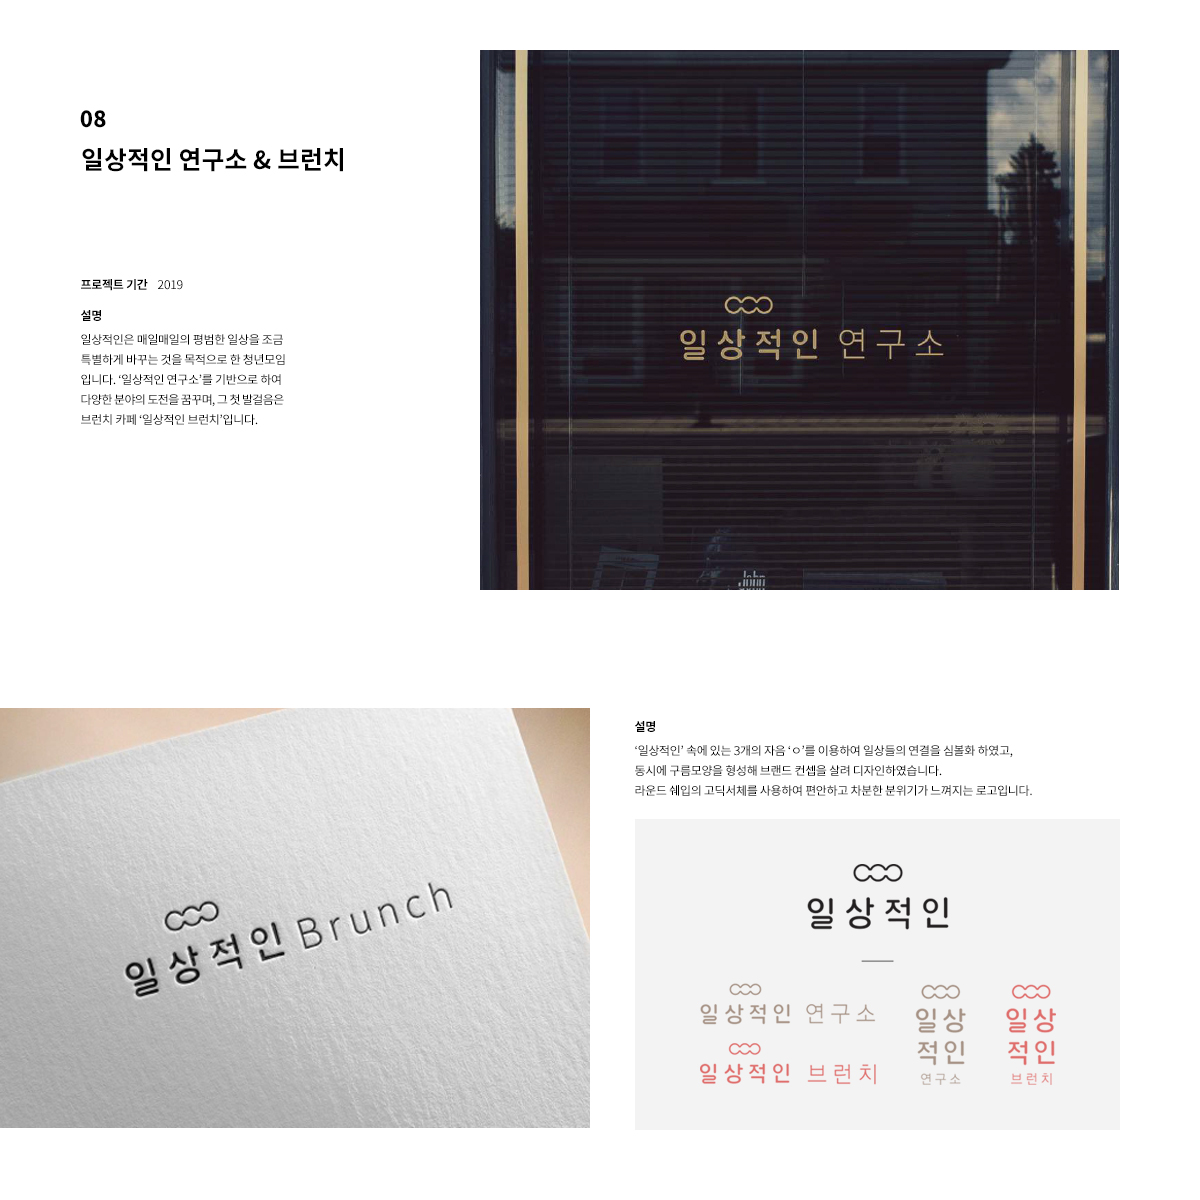 08
일상적인 연구소 & 브런치
프로젝트 기간 2019
설명
일상적인은 매일매일의 평범한 일상을 조금
특별하게 바꾸는 것을 목적으로 한 청년모임
입니다. ‘일상적인 연구소’를 기반으로 하여
다양한 분야의 도전을 꿈꾸며, 그 첫 발걸음은
브런치 카페 ‘일상적인 브런치’입니다.
일상적인 연구소
일상적인 Brunch
설명
‘일상적인’ 속에 있는 3개의 자음 ‘ㅇ’를 이용하여 일상들의 연결을 심볼화 하였고,
동시에 구름모양을 형성해 브랜드 컨셉을 살려 디자인하였습니다.
라운드 쉐입의 고딕서체를 사용하여 편안하고 차분한 분위기가 느껴지는 로고입니다.
일상적인
일상적인 연구소
일상적인 브런치
일상
적인
연구소
일상
적인
브런치